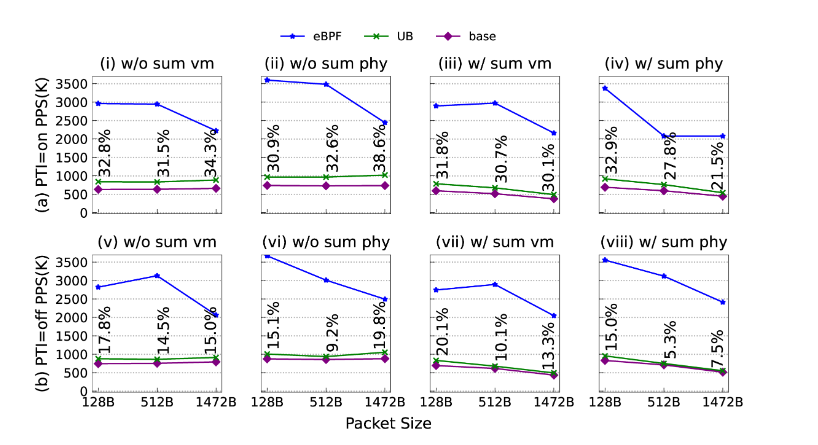 eBPF UB base
(i) w/o sum vm (ii) w/o sum phy (iii) w/ sum vm (iv) w/ sum phy
(a) PTI=on PPS(K)
3500
3000
2500
2000
1500
1000
500
0
32.8% 31.5% 34.3%
30.9% 32.6% 38.6%
31.8% 30.7% 30.1%
32.9% 27.8% 21.5%
(v) w/o sum vm (vi) w/o sum phy (vii) w/ sum vm (viii) w/ sum phy
(b) PTI=off PPS(K)
3500
3000
2500
2000
1500
1000
500
0
17.8% 14.5% 15.0%
15.1% 9.2% 19.8%
20.1% 10.1% 13.3%
15.0% 5.3% 7.5%
128B 512B 1472B 128B 512B 1472B 128B 512B 1472B 128B 512B 1472B
Packet Size